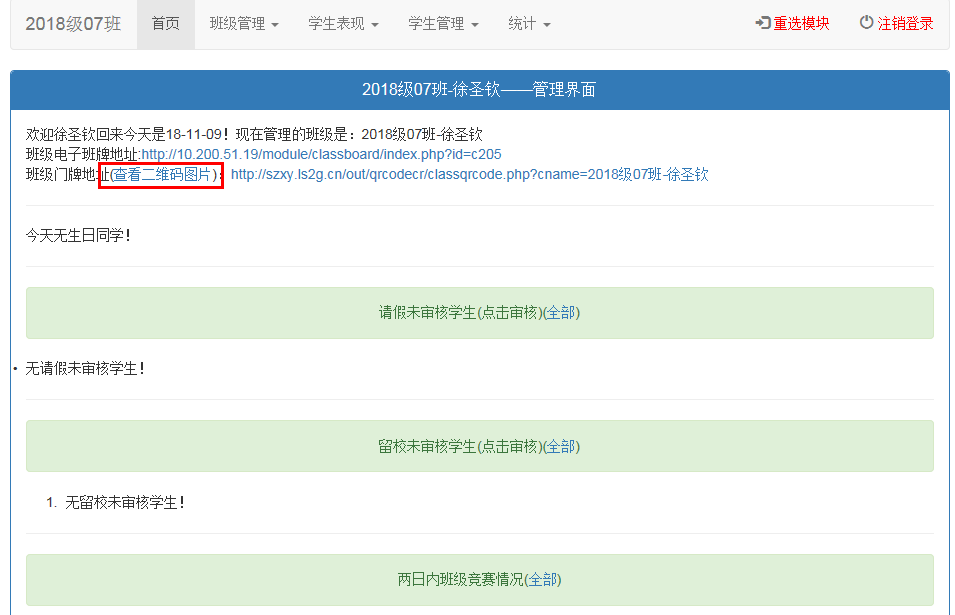 2018级07班 首页 班级管理 学生表现 学生管理 统计 重选模块 注销登录
2018级07班-徐圣钦——管理界面
欢迎徐圣钦回来今天是18-11-09！现在管理的班级是：2018级07班-徐圣钦
班级电子班牌地址:http://10.200.51.19/module/classboard/index.php?id=c205
班级门牌地址(查看二维码图片)：http://szxy.ls2g.cn/out/qrcodecr/classqrcode.php?cname=2018级07班-徐圣钦
今天无生日同学！
请假未审核学生(点击审核)(全部)
• 无请假未审核学生！
留校未审核学生(点击审核)(全部)
1. 无留校未审核学生！
两日内班级竞赛情况(全部)